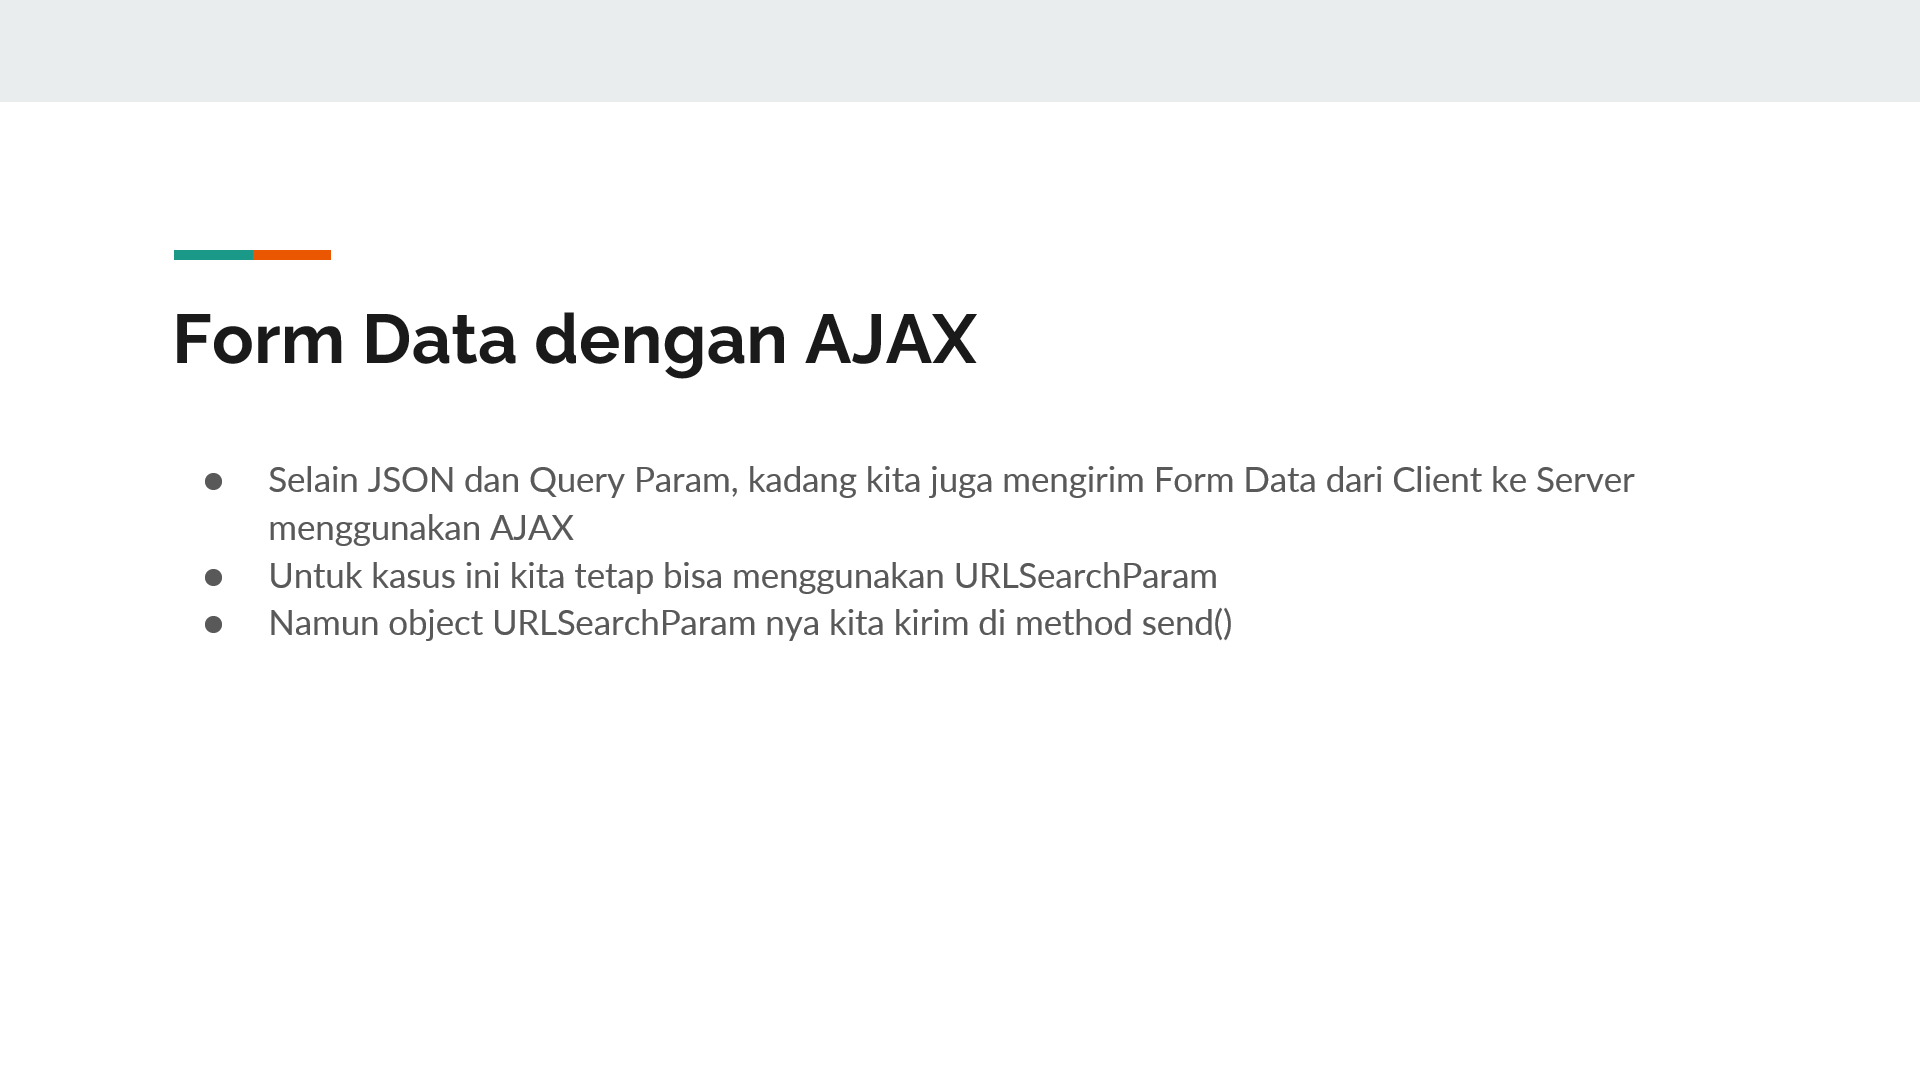 Form Data dengan AJAX
● Selain JSON dan Query Param, kadang kita juga mengirim Form Data dari Client ke Server
menggunakan AJAX
● Untuk kasus ini kita tetap bisa menggunakan URLSearchParam
● Namun object URLSearchParam nya kita kirim di method send()